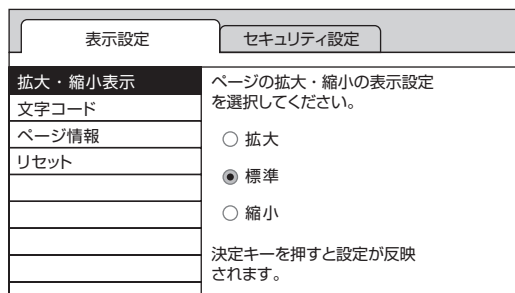 表示設定
セキュリティ設定
拡大・縮小表示
文字コード
ページ情報
リセット
ページの拡大・縮小の表示設定
を選択してください。
拡大
標準
縮小
決定キーを押すと設定が反映
されます。